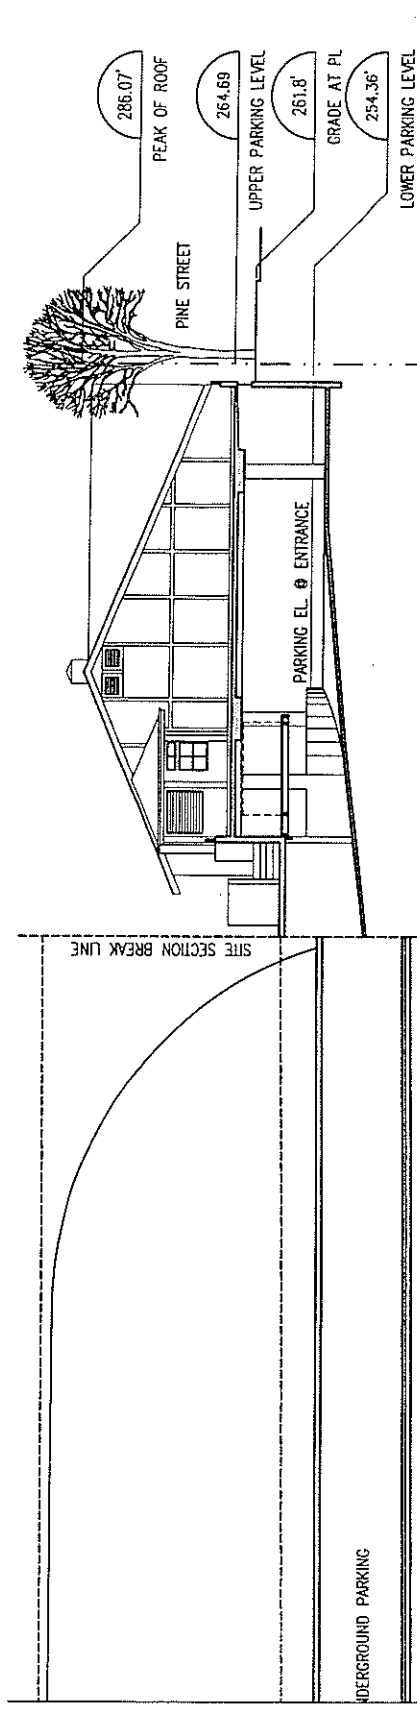 286.07'
PEAK OF ROOF
264.69
UPPER PARKING LEVEL
261.8'
GRADE AT PL
254.36'
LOWER PARKING LEVEL
PINE STREET
PARKING EL. @ ENTRANCE
SITE SECTION BREAK LINE
NDERGROUND PARKING